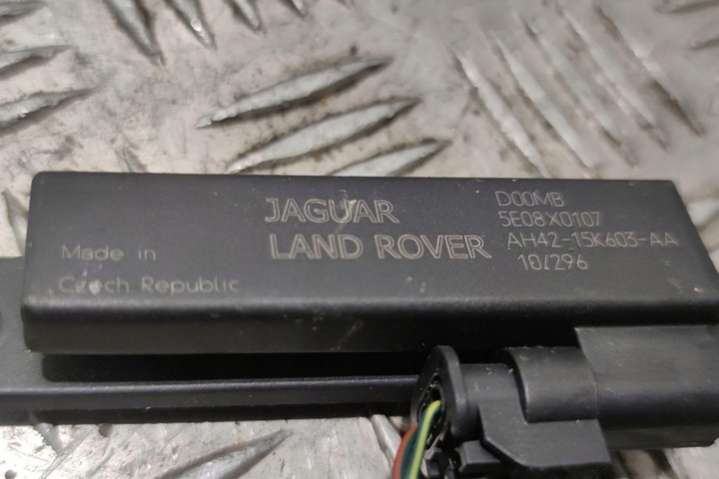 Made in
Czech Republic
JAGUAR
LAND ROVER
D00MB
5E08X0107
AH42-15K603-AA
10/296